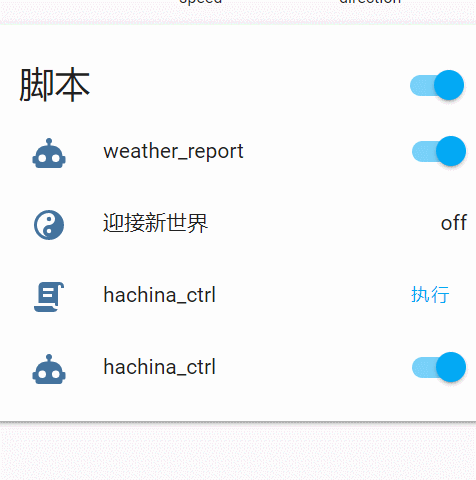 speed direction
脚本
weather_report
迎接新世界 off
hachina_ctrl 执行
hachina_ctrl